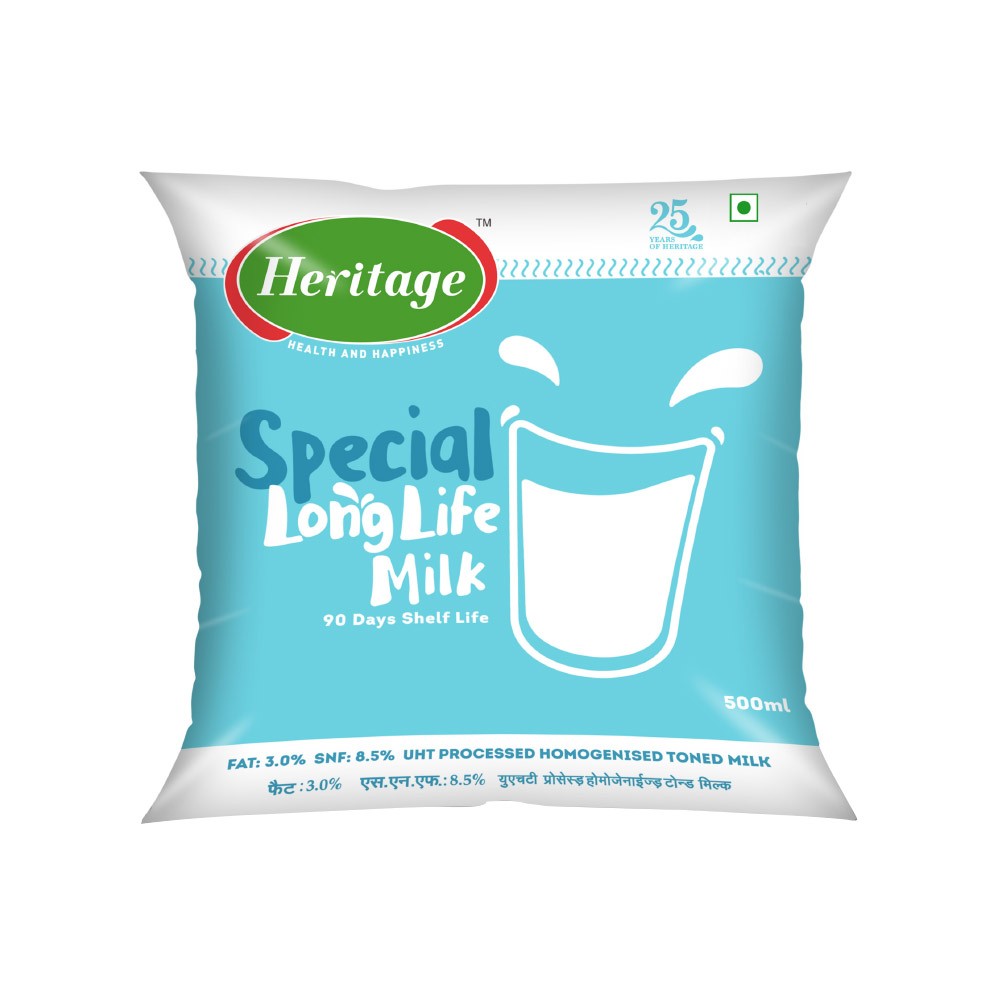 25
YEARS
OF HERITAGE
TM
Heritage
HEALTH AND HAPPINESS
Special
Long Life
Milk
90 Days Shelf Life
500ml
FAT: 3.0% SNF: 8.5% UHT PROCESSED HOMOGENISED TONED MILK
फैट : 3.0% एस.एन.एफ.: 8.5% युएचटी प्रोसेस्ड होमोजेनाईज्ड़ टोन्ड मिल्क